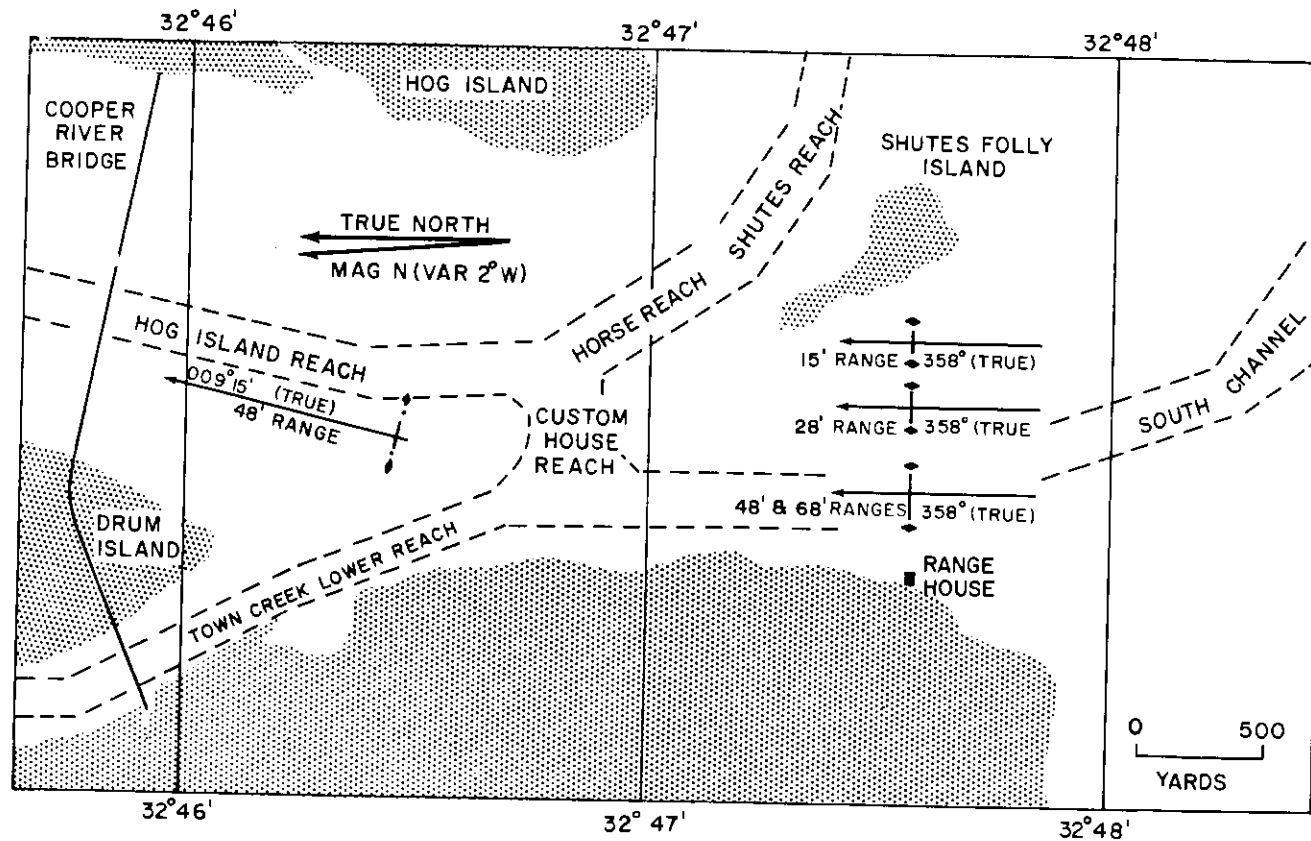 32°46'
32°47'
32°48'
HOG ISLAND
COOPER
RIVER
BRIDGE
SHUTES FOLLY
ISLAND
TRUE NORTH
MAG N (VAR 2°W)
SHUTES REACH
HORSE REACH
HOG ISLAND REACH
009°15' (TRUE)
48' RANGE
15' RANGE 358° (TRUE)
28' RANGE 358° (TRUE
SOUTH CHANNEL
CUSTOM
HOUSE
REACH
48' & 68' RANGES 358° (TRUE)
DRUM
ISLAND
TOWN CREEK LOWER REACH
RANGE
HOUSE
0 500
YARDS
32°46'
32°47'
32°48'